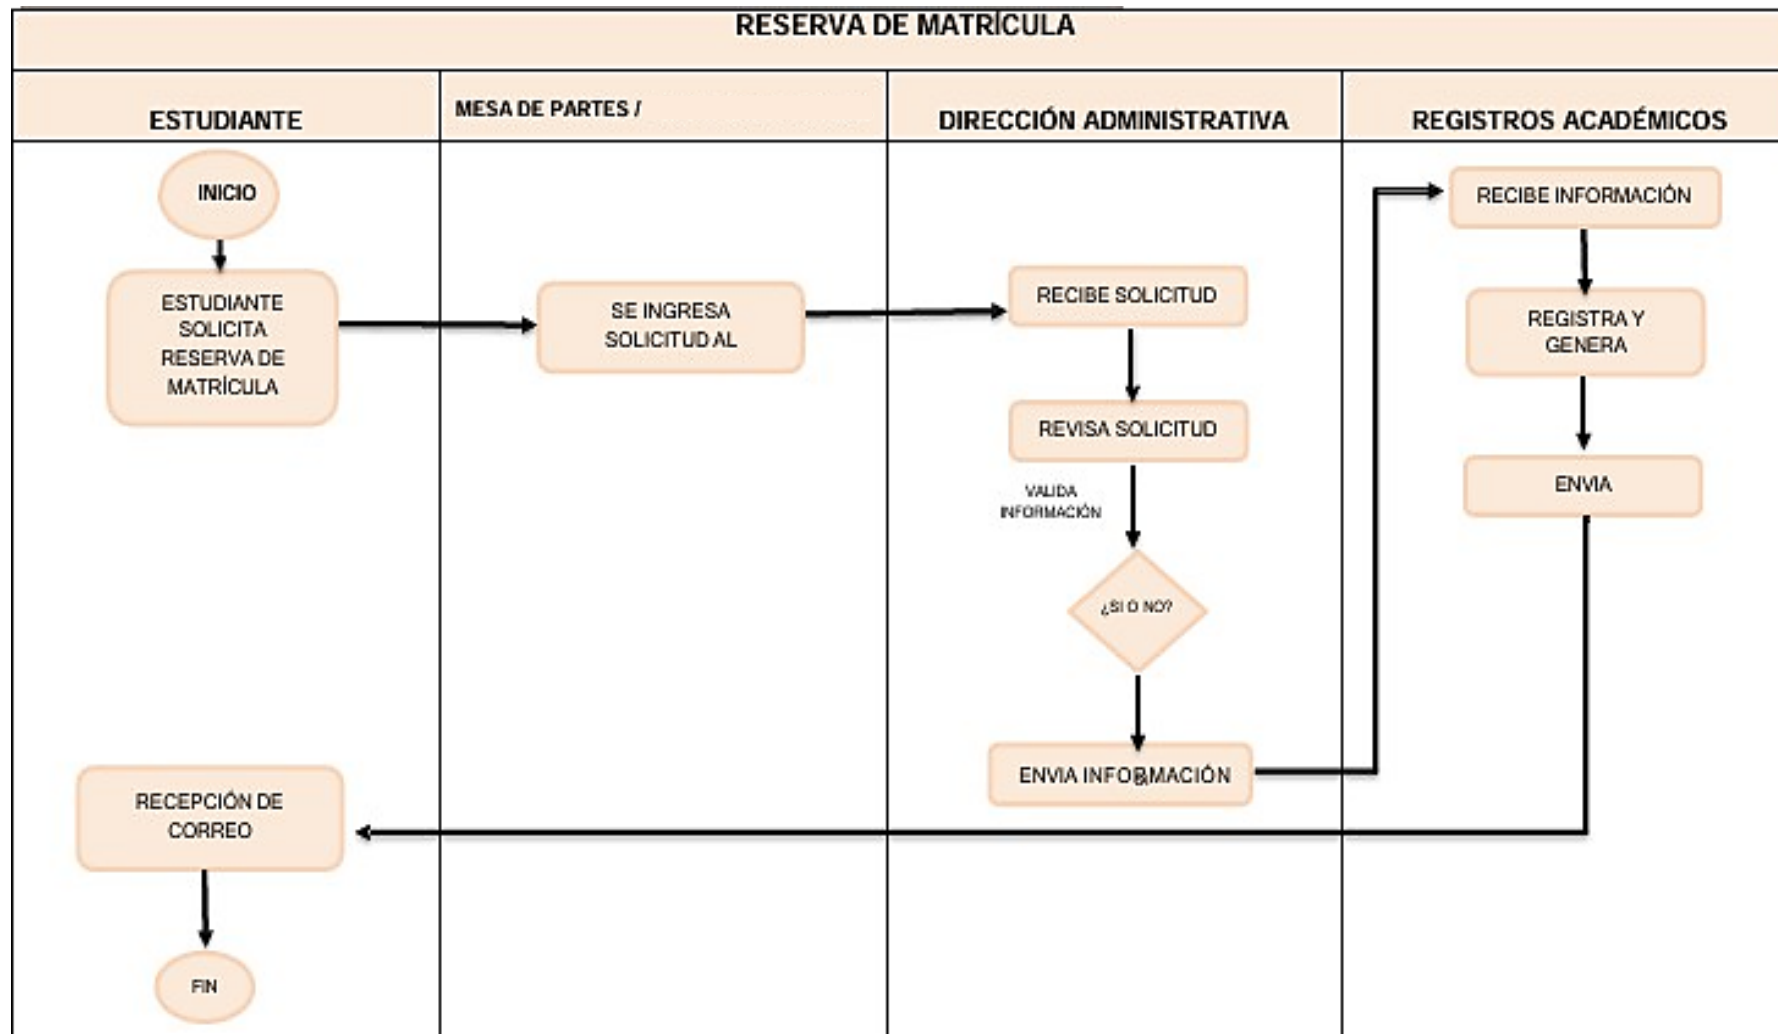 RESERVA DE MATRÍCULA
ESTUDIANTE
MESA DE PARTES /
DIRECCIÓN ADMINISTRATIVA
REGISTROS ACADÉMICOS
INICIO
ESTUDIANTE
SOLICITA
RESERVA DE
MATRÍCULA
SE INGRESA
SOLICITUD AL
RECIBE SOLICITUD
REVISA SOLICITUD
VALIDA
INFORMACIÓN
¿SI O NO?
ENVIA INFORMACIÓN
RECIBE INFORMACIÓN
REGISTRA Y
GENERA
ENVIA
RECEPCIÓN DE
CORREO
FIN